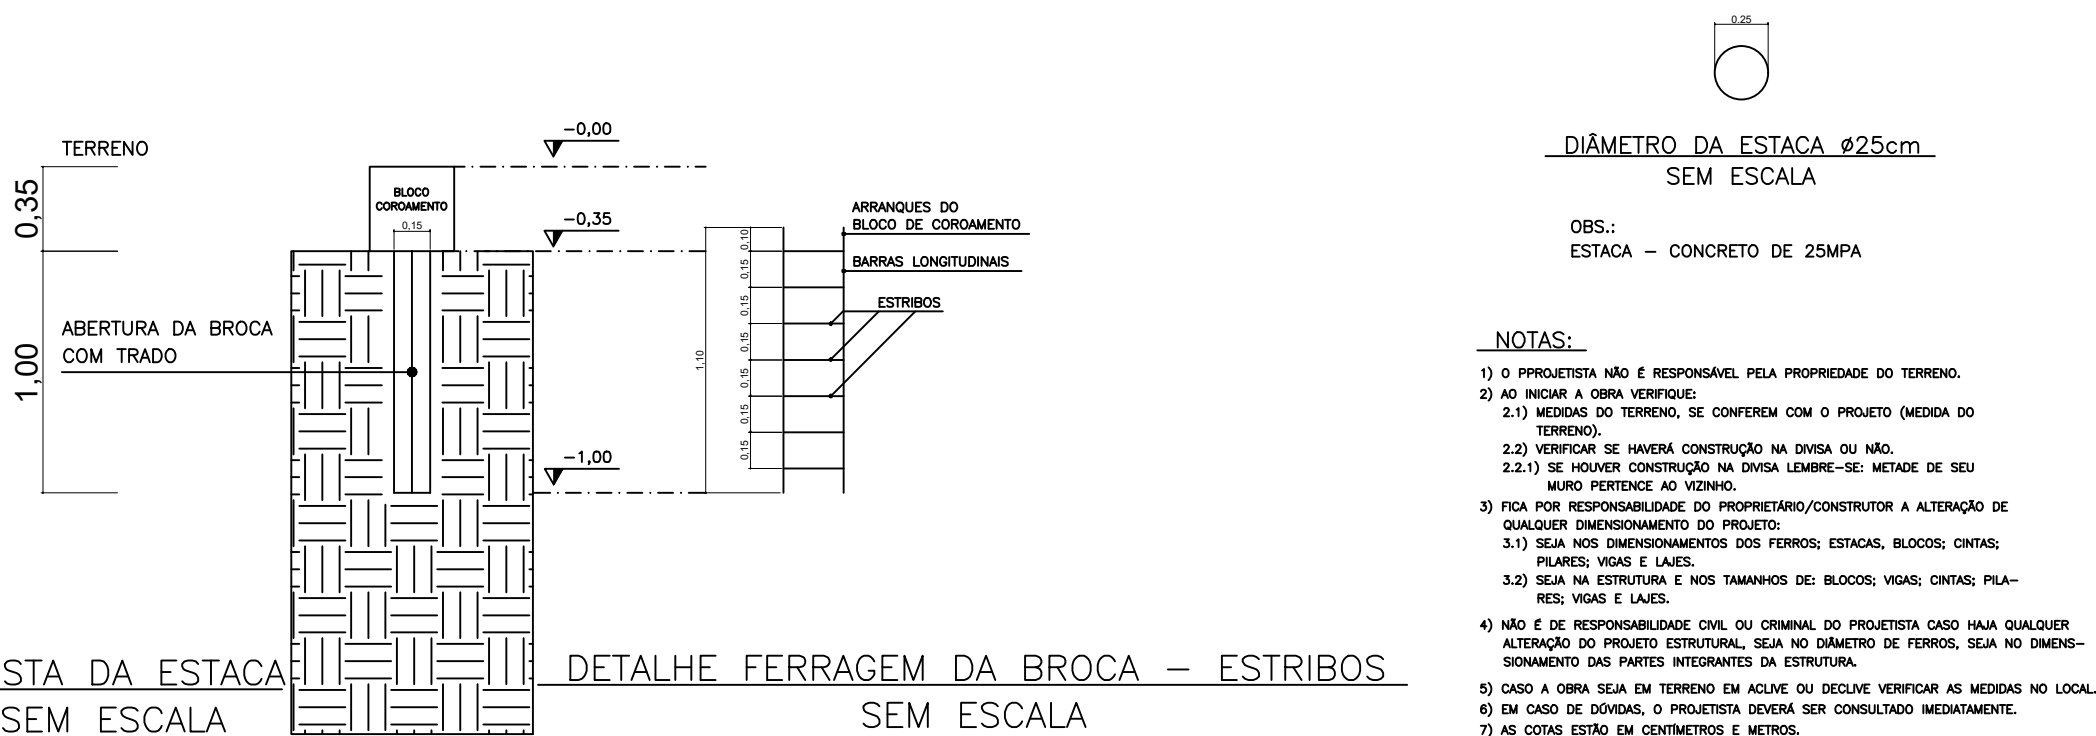 TERRENO
0,35
1,00
ABERTURA DA BROCA
COM TRADO
BLOCO
COROAMENTO
0,15
-0,00
-0,35
-1,00
1,10
0,10
0,15
0,15
0,15
0,15
0,15
0,15
ARRANQUES DO
BLOCO DE COROAMENTO
BARRAS LONGITUDINAIS
ESTRIBOS
STA DA ESTACA
SEM ESCALA
DETALHE FERRAGEM DA BROCA - ESTRIBOS
SEM ESCALA
0.25
DIÂMETRO DA ESTACA Ø25cm
SEM ESCALA
OBS.:
ESTACA - CONCRETO DE 25MPA
NOTAS:
1) O PPROJETISTA NÃO É RESPONSÁVEL PELA PROPRIEDADE DO TERRENO.
2) AO INICIAR A OBRA VERIFIQUE:
2.1) MEDIDAS DO TERRENO, SE CONFEREM COM O PROJETO (MEDIDA DO
TERRENO).
2.2) VERIFICAR SE HAVERÁ CONSTRUÇÃO NA DIVISA OU NÃO.
2.2.1) SE HOUVER CONSTRUÇÃO NA DIVISA LEMBRE-SE: METADE DE SEU
MURO PERTENCE AO VIZINHO.
3) FICA POR RESPONSABILIDADE DO PROPRIETÁRIO/CONSTRUTOR A ALTERAÇÃO DE
QUALQUER DIMENSIONAMENTO DO PROJETO:
3.1) SEJA NOS DIMENSIONAMENTOS DOS FERROS; ESTACAS, BLOCOS; CINTAS;
PILARES; VIGAS E LAJES.
3.2) SEJA NA ESTRUTURA E NOS TAMANHOS DE: BLOCOS; VIGAS; CINTAS; PILA-
RES; VIGAS E LAJES.
4) NÃO É DE RESPONSABILIDADE CIVIL OU CRIMINAL DO PROJETISTA CASO HAJA QUALQUER
ALTERAÇÃO DO PROJETO ESTRUTURAL, SEJA NO DIÂMETRO DE FERROS, SEJA NO DIMENS-
SIONAMENTO DAS PARTES INTEGRANTES DA ESTRUTURA.
5) CASO A OBRA SEJA EM TERRENO EM ACLIVE OU DECLIVE VERIFICAR AS MEDIDAS NO LOCAL.
6) EM CASO DE DÚVIDAS, O PROJETISTA DEVERÁ SER CONSULTADO IMEDIATAMENTE.
7) AS COTAS ESTÃO EM CENTÍMETROS E METROS.